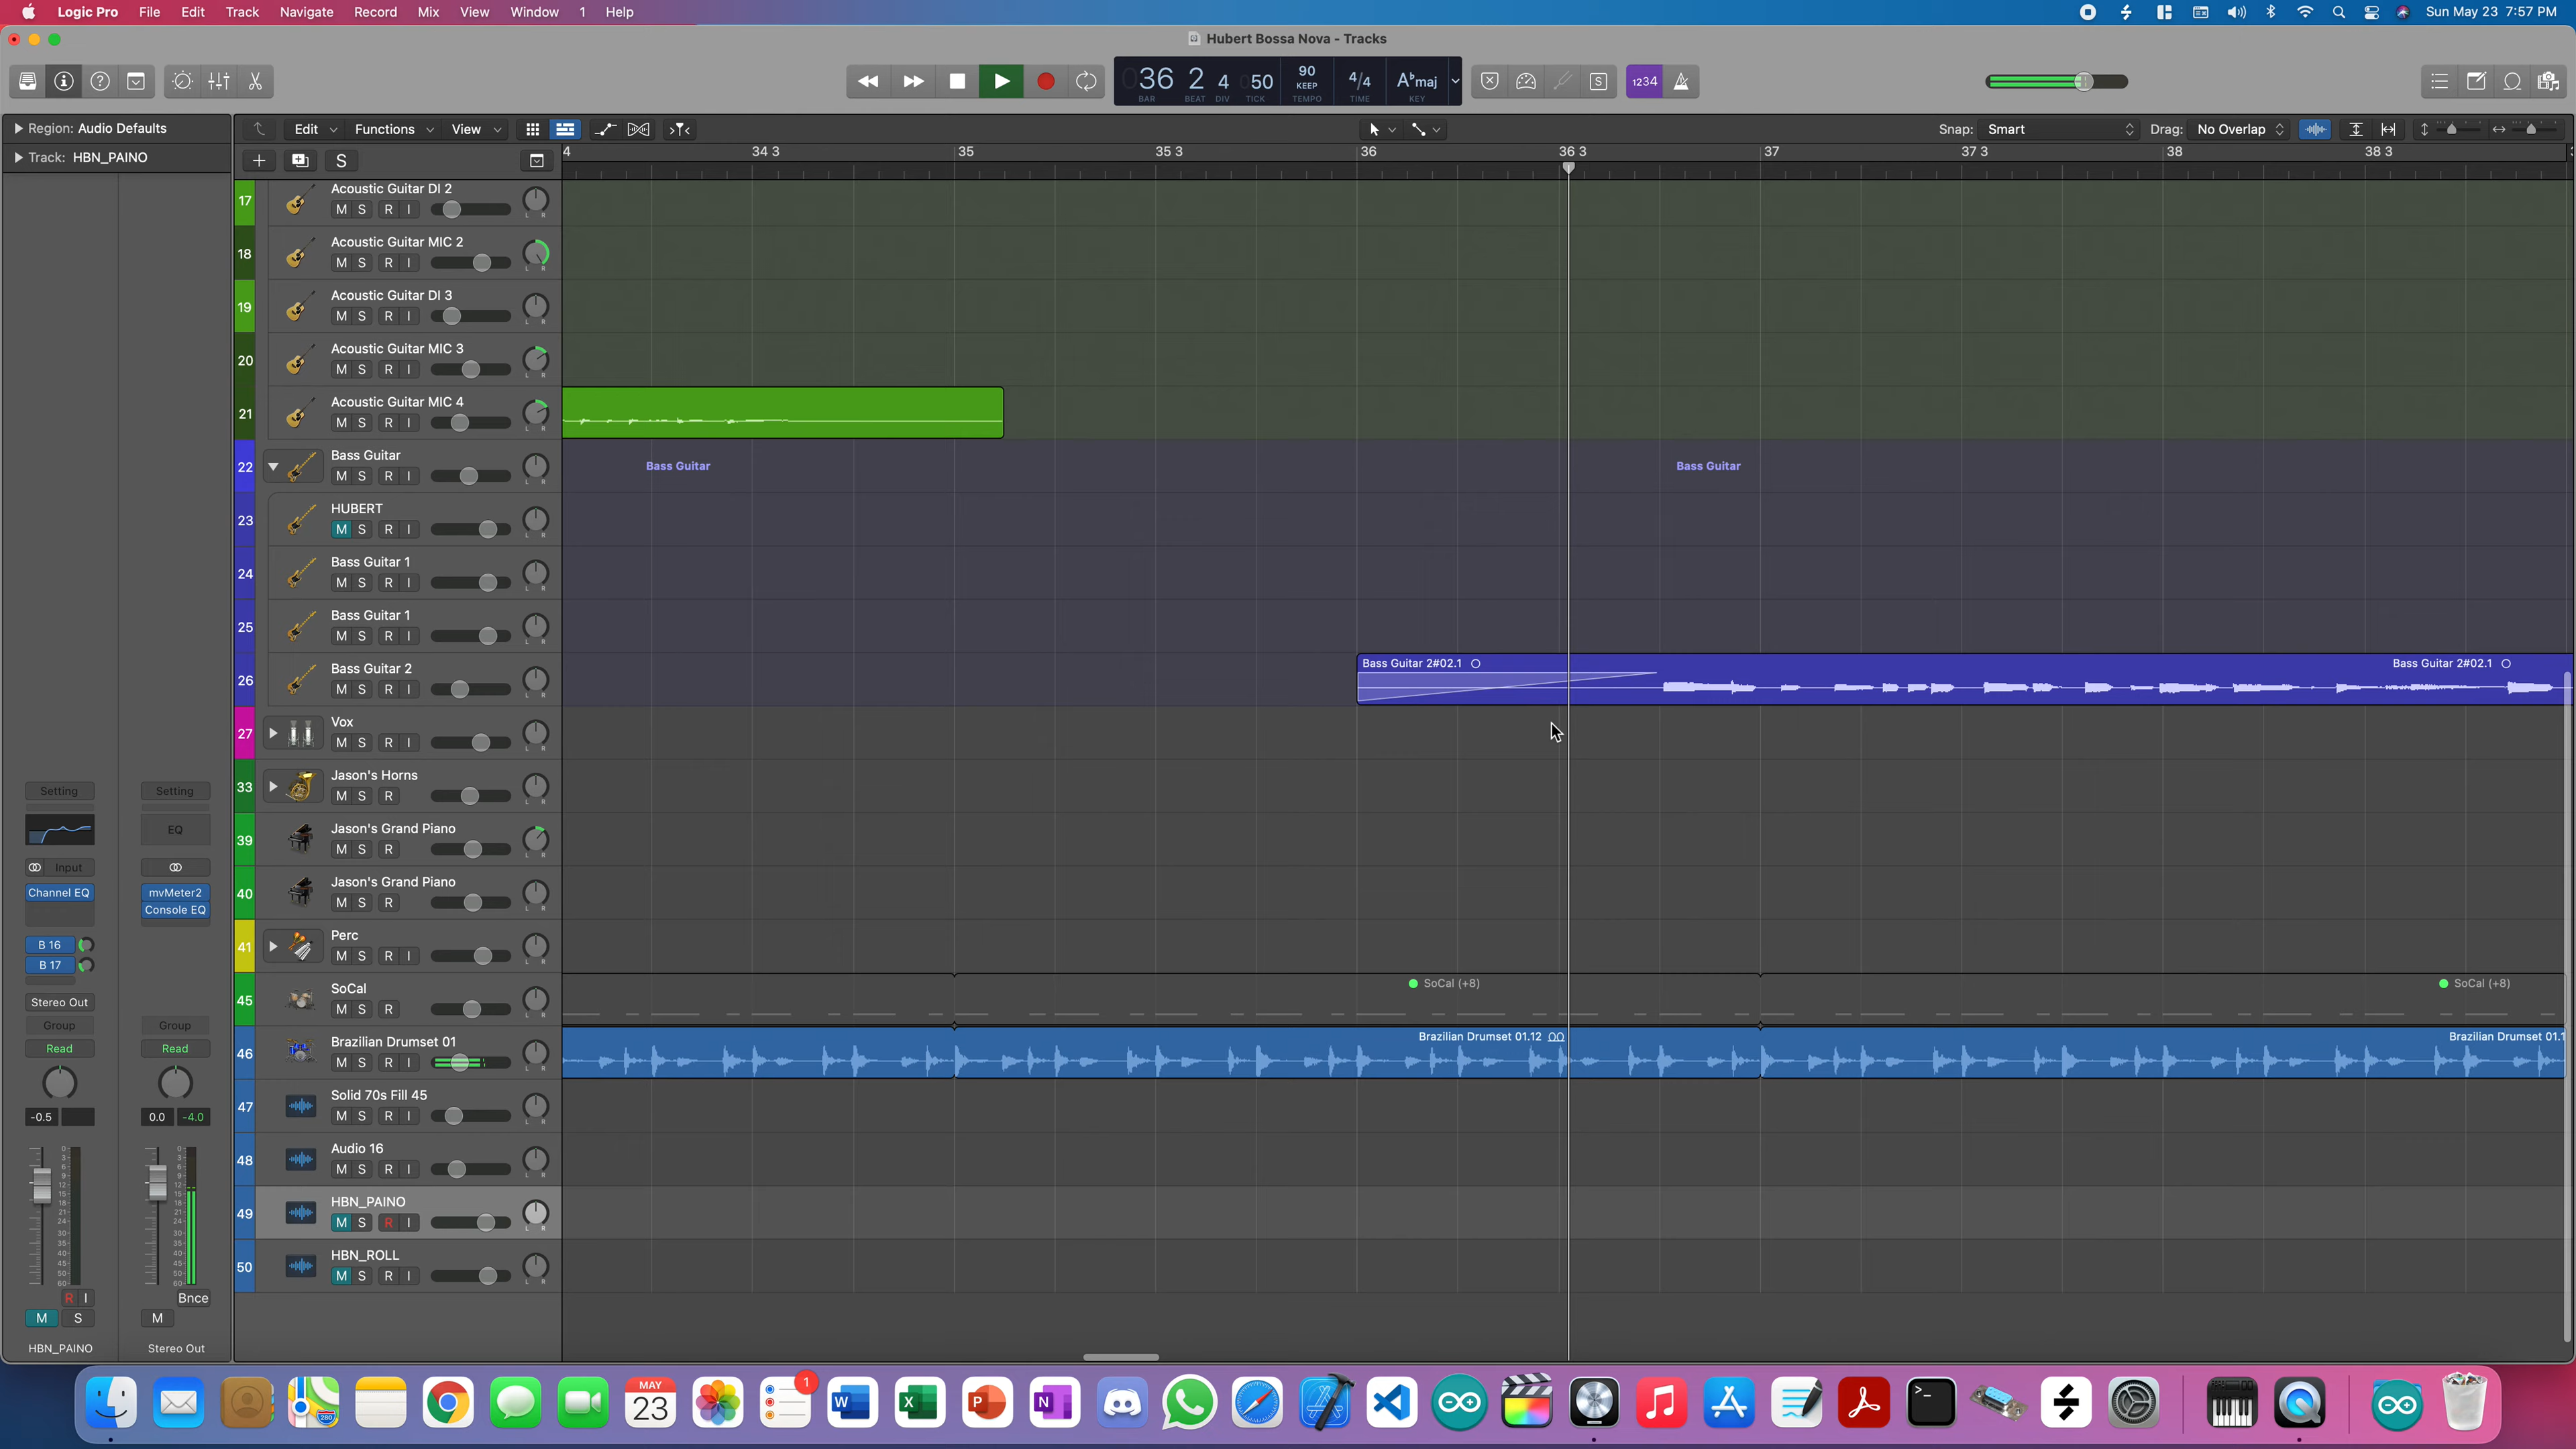 Logic Pro File Edit Track Navigate Record Mix View Window 1 Help Sun May 23 7:57 PM
Hubert Bossa Nova - Tracks
36 2 4 50 90 KEEP 4/4 A♭maj 1234
BAR BEAT DIV TICK TEMPO TIME KEY
Region: Audio Defaults
Edit Functions View Snap: Smart Drag: No Overlap
Track: HBN_PAINO
S
4 34 3 35 35 3 36 36 3 37 37 3 38 38 3
17 Acoustic Guitar DI 2
M S R I
18 Acoustic Guitar MIC 2
M S R I
19 Acoustic Guitar DI 3
M S R I
20 Acoustic Guitar MIC 3
M S R I
21 Acoustic Guitar MIC 4
M S R I
22 Bass Guitar
M S R I
Bass Guitar Bass Guitar
23 HUBERT
M S R I
24 Bass Guitar 1
M S R I
25 Bass Guitar 1
M S R I
26 Bass Guitar 2
M S R I
Bass Guitar 2#02.1 Bass Guitar 2#02.1
27 Vox
M S R I
33 Jason's Horns
M S R
39 Jason's Grand Piano
M S R
40 Jason's Grand Piano
M S R
41 Perc
M S R I
45 SoCal
M S R
SoCal (+8) SoCal (+8)
46 Brazilian Drumset 01
M S R I
Brazilian Drumset 01.12 Brazilian Drumset 01.1
47 Solid 70s Fill 45
M S R I
48 Audio 16
M S R I
49 HBN_PAINO
M S R I
50 HBN_ROLL
M S R I
Setting Setting
EQ
Input
Channel EQ mvMeter2
Console EQ
B 16
B 17
Stereo Out
Group Group
Read Read
-0.5 0.0 -4.0
R I Bnce
M S M
HBN_PAINO Stereo Out
MAY
23
1
280
W X P N